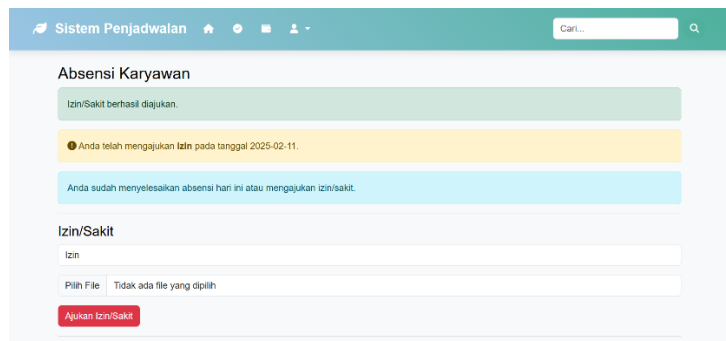 Sistem Penjadwalan
Cari...
Absensi Karyawan
Izin/Sakit berhasil diajukan.
Anda telah mengajukan Izin pada tanggal 2025-02-11.
Anda sudah menyelesaikan absensi hari ini atau mengajukan izin/sakit.
Izin/Sakit
Izin
Pilih File Tidak ada file yang dipilih
Ajukan Izin/Sakit